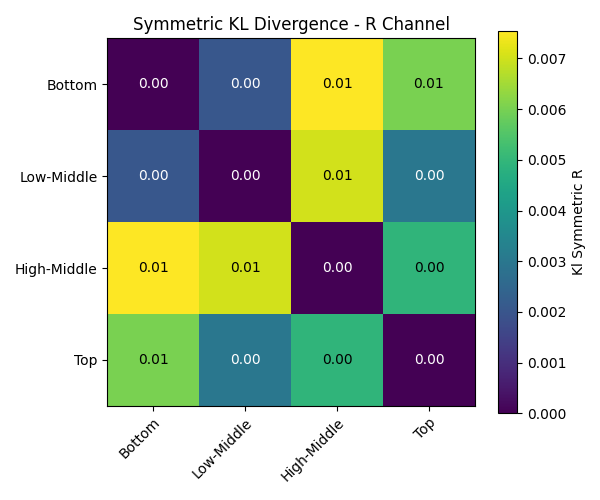 Symmetric KL Divergence - R Channel
Bottom
0.00
0.00
0.01
0.01
Low-Middle
0.00
0.00
0.01
0.00
High-Middle
0.01
0.01
0.00
0.00
Top
0.01
0.00
0.00
0.00
Bottom
Low-Middle
High-Middle
Top
0.007
0.006
0.005
0.004
0.003
0.002
0.001
0.000
Kl Symmetric R